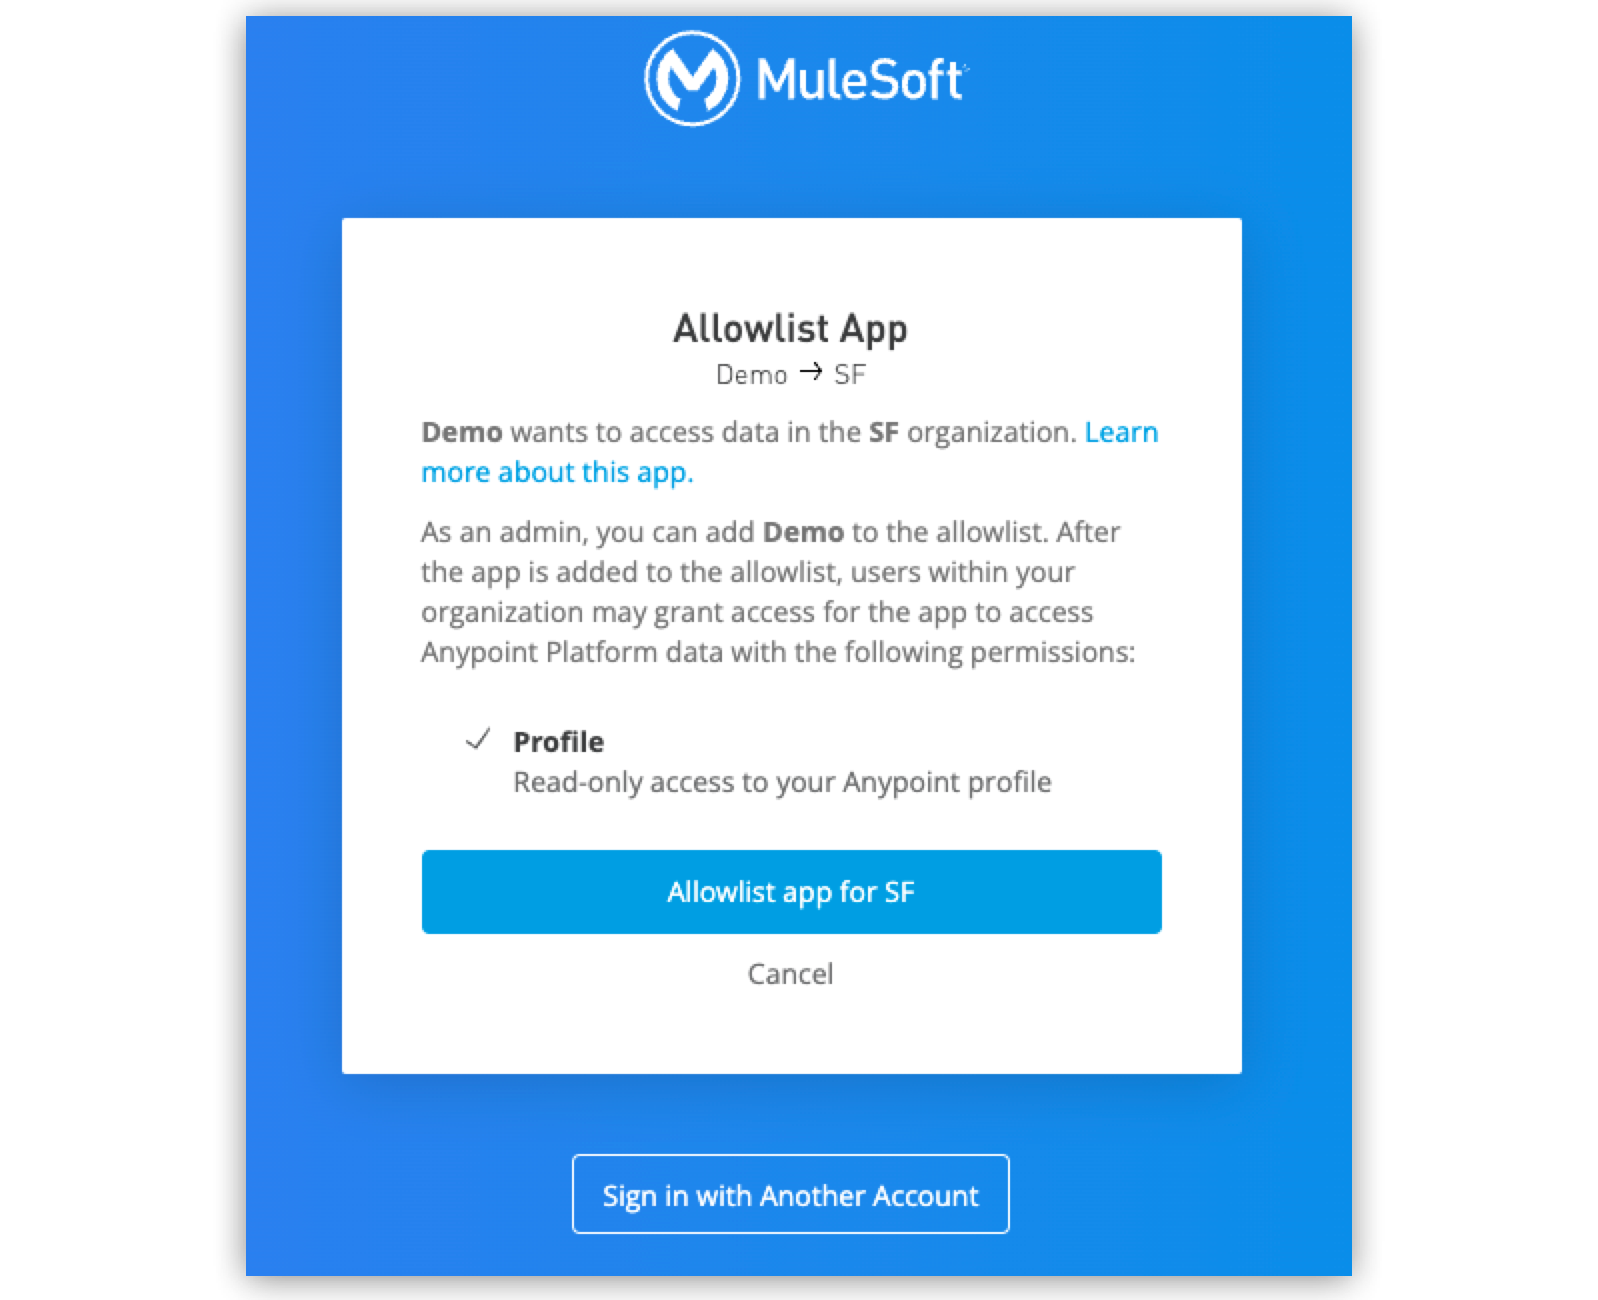 MuleSoft
Allowlist App
Demo → SF
Demo wants to access data in the SF organization. Learn
more about this app.
As an admin, you can add Demo to the allowlist. After
the app is added to the allowlist, users within your
organization may grant access for the app to access
Anypoint Platform data with the following permissions:
Profile
Read-only access to your Anypoint profile
Allowlist app for SF
Cancel
Sign in with Another Account